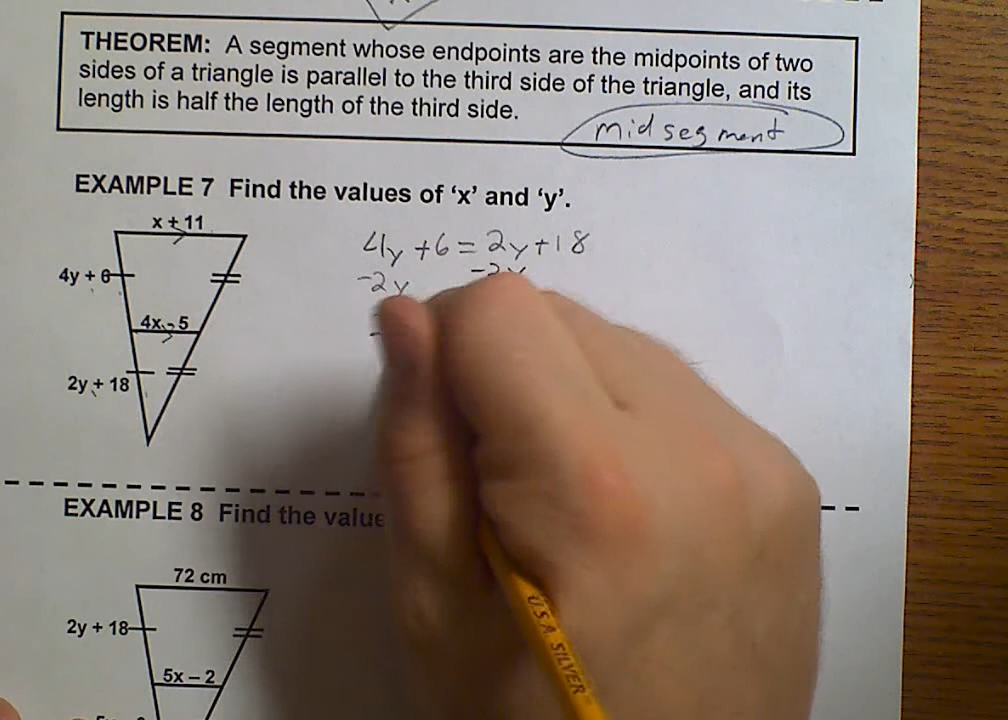 THEOREM: A segment whose endpoints are the midpoints of two
sides of a triangle is parallel to the third side of the triangle, and its
length is half the length of the third side.
midsegment
EXAMPLE 7 Find the values of ‘x’ and ‘y’.
x + 11
4y + 6 = 2y + 18
4y + 6
-2y -2y
4x - 5
2y + 18
EXAMPLE 8 Find the value
72 cm
2y + 18
5x – 2
U.S.A. SILVER